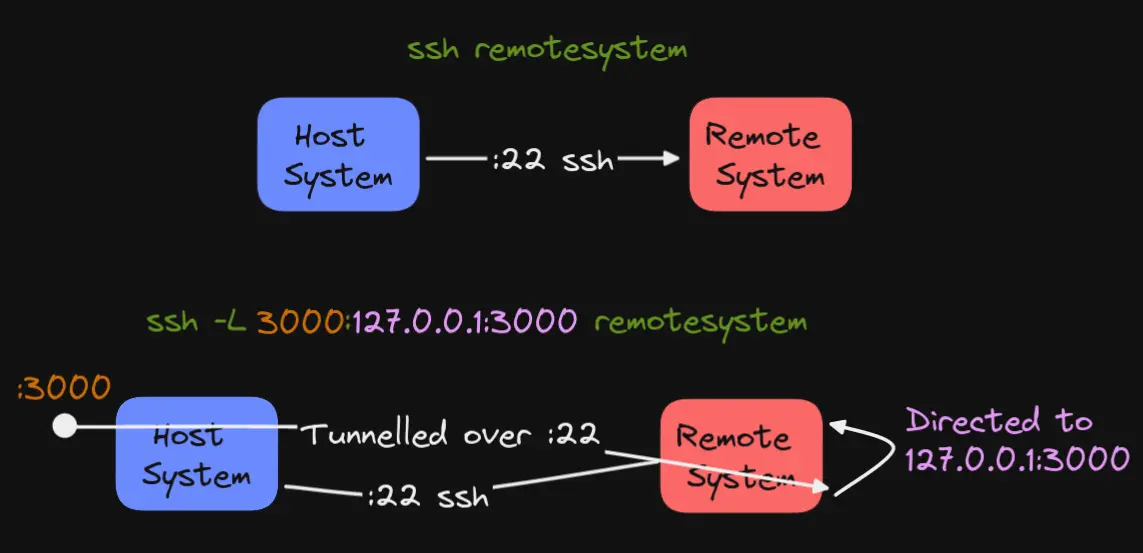 ssh remotesystem
Host
System
:22 ssh
Remote
System
ssh -L 3000:127.0.0.1:3000 remotesystem
:3000
Host
System
Tunnelled over :22
:22 ssh
Remote
System
Directed to
127.0.0.1:3000